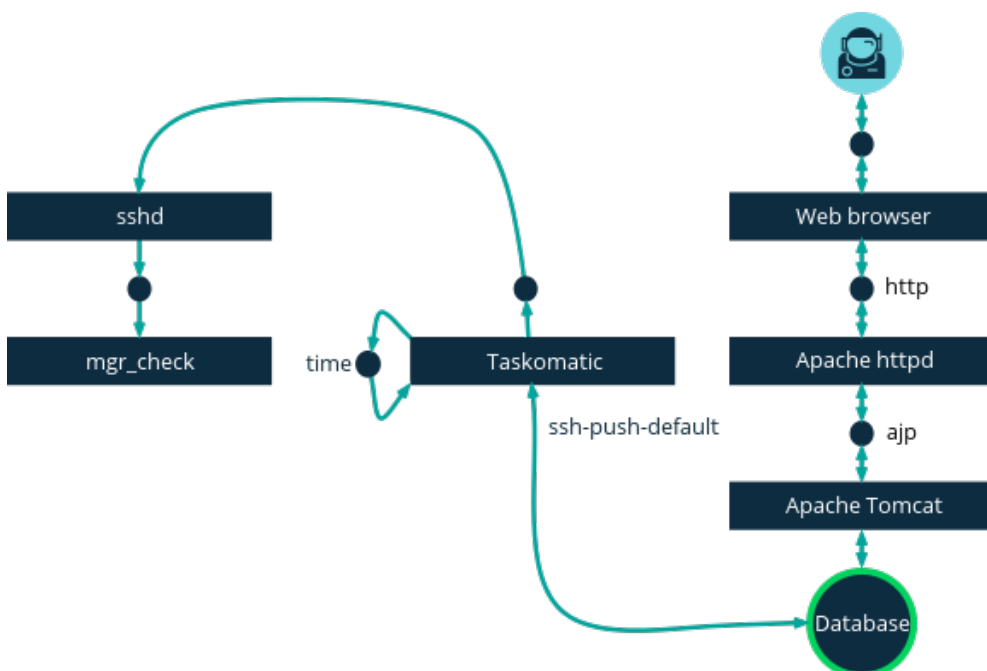 sshd
Web browser
http
mgr_check
time
Taskomatic
Apache httpd
ssh-push-default
ajp
Apache Tomcat
Database